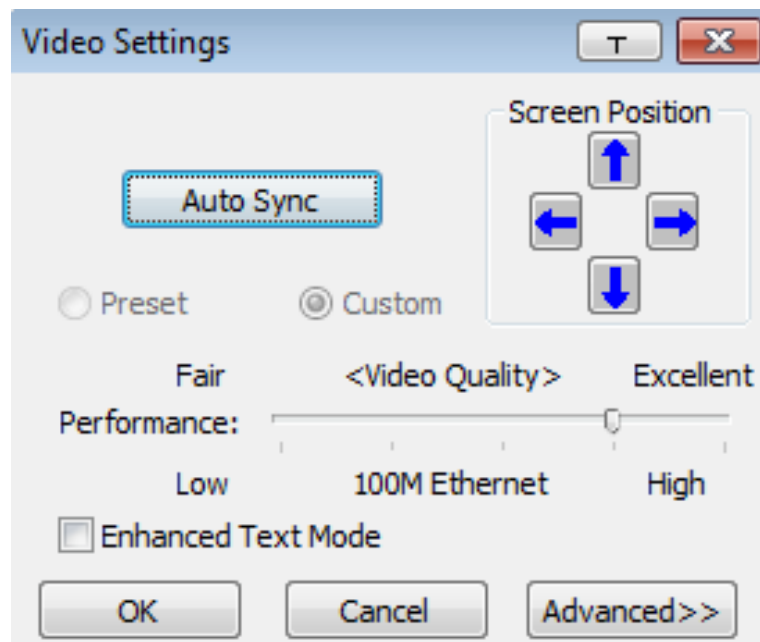 Video Settings
Screen Position
Auto Sync
Preset Custom
Fair <Video Quality> Excellent
Performance:
Low 100M Ethernet High
Enhanced Text Mode
OK Cancel Advanced>>